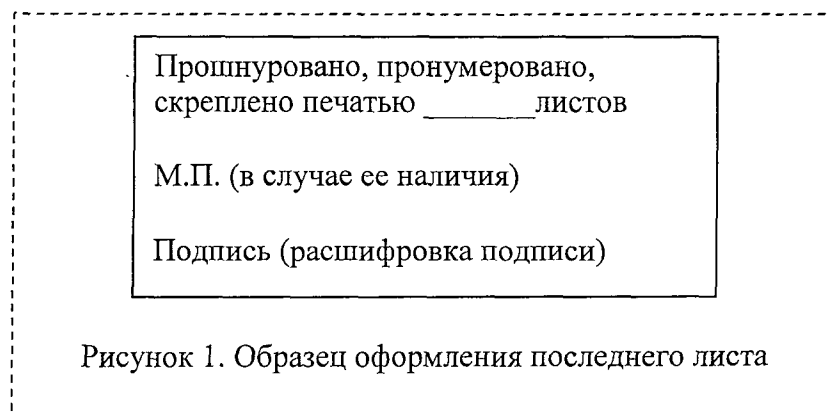 Прошнуровано, пронумеровано,
скреплено печатью _______листов
М.П. (в случае ее наличия)
Подпись (расшифровка подписи)
Рисунок 1. Образец оформления последнего листа